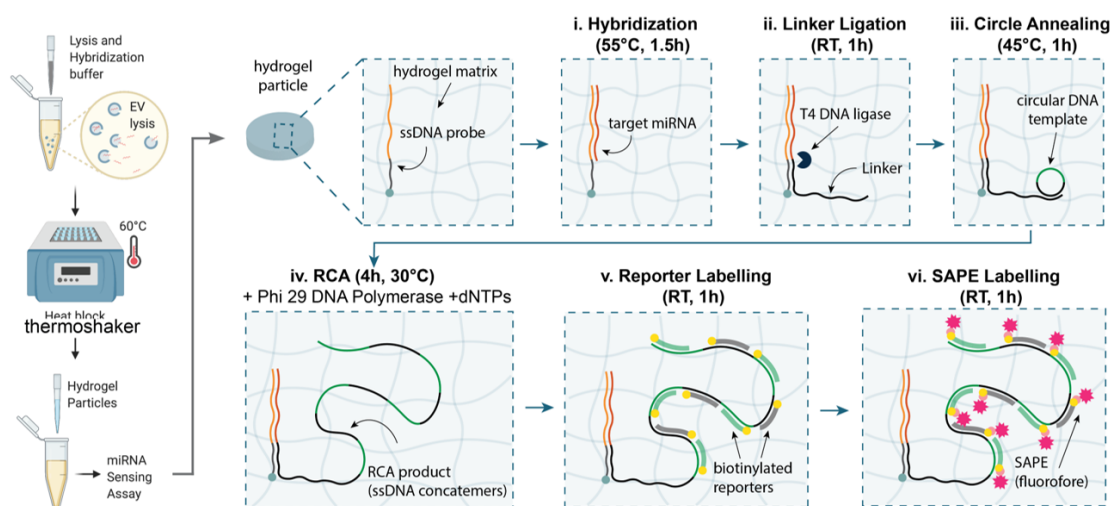 Lysis and
Hybridization
buffer
EV
lysis
60°C
thermoshaker
Hydrogel
Particles
miRNA
Sensing
Assay
hydrogel
particle
hydrogel matrix
ssDNA probe
i. Hybridization
(55°C, 1.5h)
target miRNA
ii. Linker Ligation
(RT, 1h)
T4 DNA ligase
Linker
iii. Circle Annealing
(45°C, 1h)
circular DNA
template
iv. RCA (4h, 30°C)
+ Phi 29 DNA Polymerase +dNTPs
RCA product
(ssDNA concatemers)
v. Reporter Labelling
(RT, 1h)
biotinylated
reporters
vi. SAPE Labelling
(RT, 1h)
SAPE
(fluorofore)